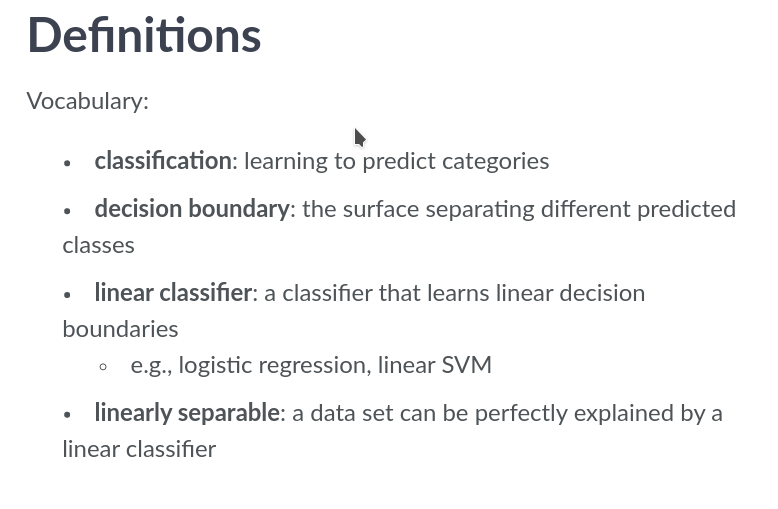 Definitions
Vocabulary:
• classification: learning to predict categories
• decision boundary: the surface separating different predicted
classes
• linear classifier: a classifier that learns linear decision
boundaries
◦ e.g., logistic regression, linear SVM
• linearly separable: a data set can be perfectly explained by a
linear classifier